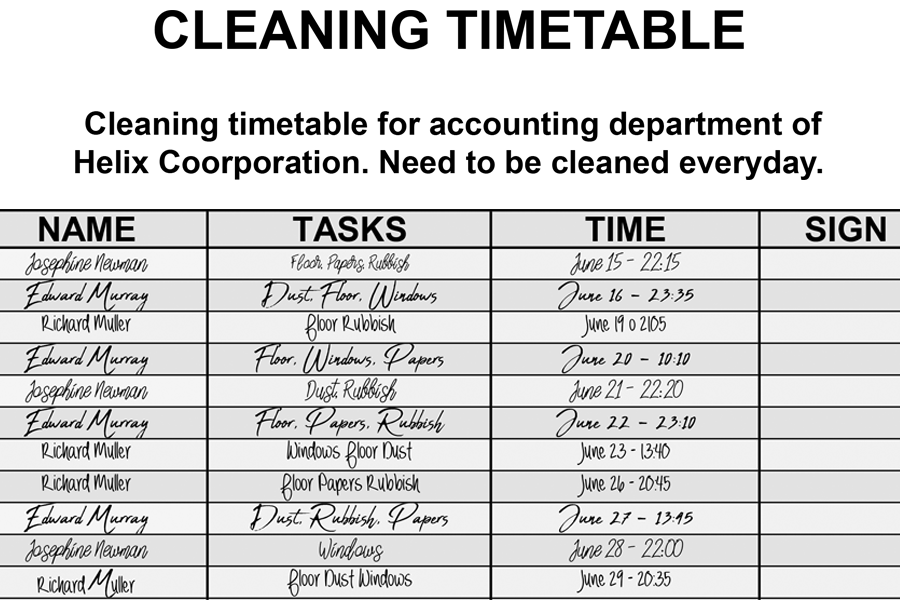 CLEANING TIMETABLE
Cleaning timetable for accounting department of
Helix Coorporation. Need to be cleaned everyday.
NAME TASKS TIME SIGN
Josephine Newman Floor, Papers, Rubbish June 15 - 22:15
Edward Murray Dust, Floor, Windows June 16 - 23:35
Richard Muller floor Rubbish June 19 o 2105
Edward Murray Floor, Windows, Papers June 20 - 10:10
Josephine Newman Dust, Rubbish June 21 - 22:20
Edward Murray Floor, Papers, Rubbish June 22 - 23:10
Richard Muller Windows floor Dust June 23 - 13:40
Richard Muller floor Papers Rubbish June 26 - 20:45
Edward Murray Dust, Rubbish, Papers June 27 - 13:45
Josephine Newman Windows June 28 - 22:00
Richard Muller floor Dust Windows June 29 - 20:35